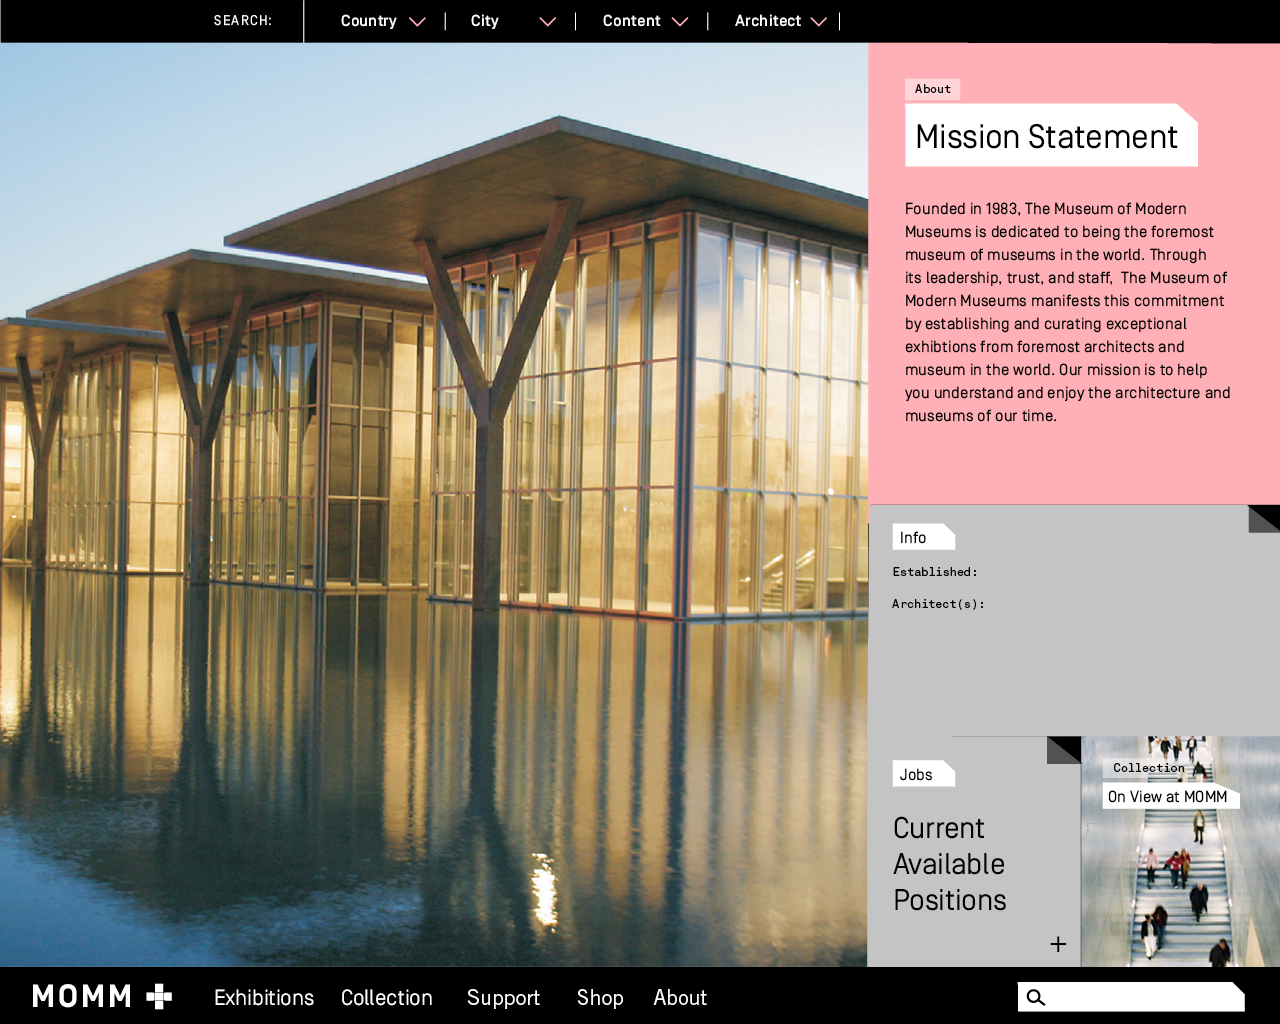 SEARCH:
Country
City
Content
Architect
About
Mission Statement
Founded in 1983, The Museum of Modern
Museums is dedicated to being the foremost
museum of museums in the world. Through
its leadership, trust, and staff,  The Museum of
Modern Museums manifests this commitment
by establishing and curating exceptional
exhibtions from foremost architects and
museum in the world. Our mission is to help
you understand and enjoy the architecture and
museums of our time.
Info
Established:
Architect(s):
Jobs
Current
Available
Positions
+
Collection
On View at MOMM
MOMM
Exhibitions
Collection
Support
Shop
About